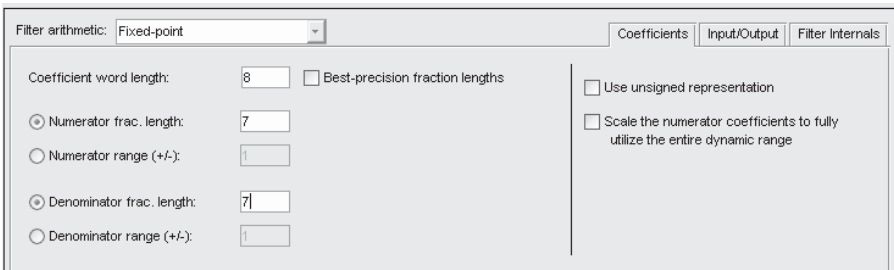 Filter arithmetic: Fixed-point
Coefficients Input/Output Filter Internals
Coefficient word length: 8 Best-precision fraction lengths
Numerator frac. length: 7
Numerator range (+/-): 1
Denominator frac. length: 7
Denominator range (+/-): 1
Use unsigned representation
Scale the numerator coefficients to fully
utilize the entire dynamic range